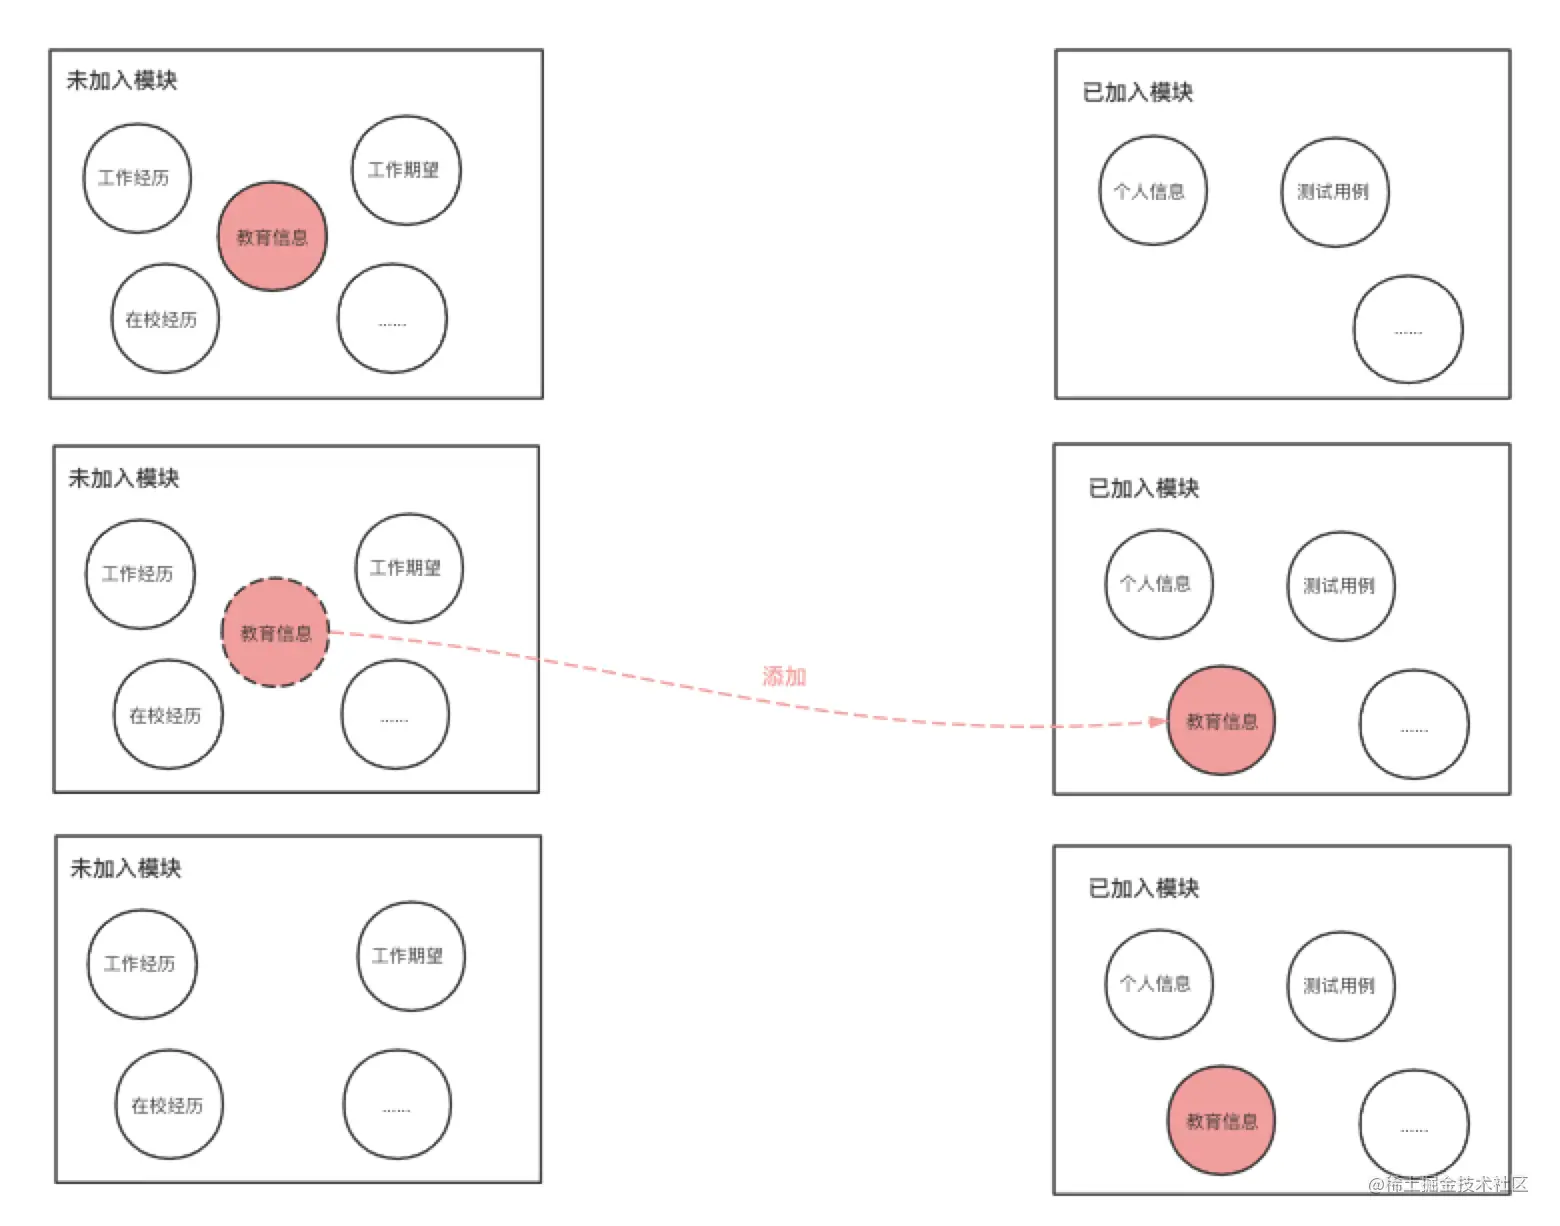 未加入模块
工作经历
工作期望
教育信息
在校经历
.......
已加入模块
个人信息
测试用例
.......
未加入模块
工作经历
工作期望
教育信息
在校经历
.......
添加
已加入模块
个人信息
测试用例
教育信息
.......
未加入模块
工作经历
工作期望
在校经历
.......
已加入模块
个人信息
测试用例
教育信息
.......
@稀土掘金技术社区